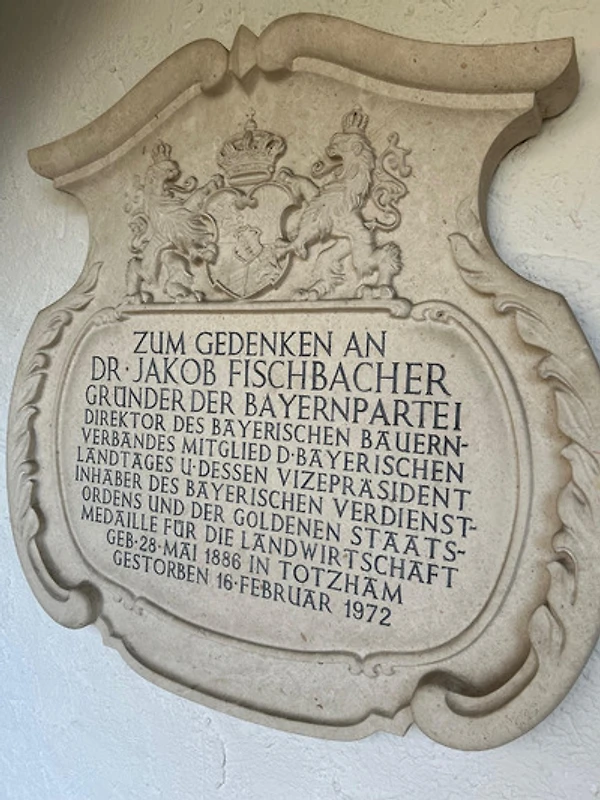 ZUM GEDENKEN AN
DR·JAKOB FISCHBACHER
GRÜNDER DER BAYERNPARTEI
DIREKTOR DES BAYERISCHEN BAUERN-
VERBANDES MITGLIED D·BAYERISCHEN
LANDTAGES U·DESSEN VIZEPRÄSIDENT
INHABER DES BAYERISCHEN VERDIENST-
ORDENS UND DER GOLDENEN STAATS-
MEDAILLE FÜR DIE LANDWIRTSCHAFT
GEB·28·MAI 1886 IN TOTZHAM
GESTORBEN 16·FEBRUAR 1972